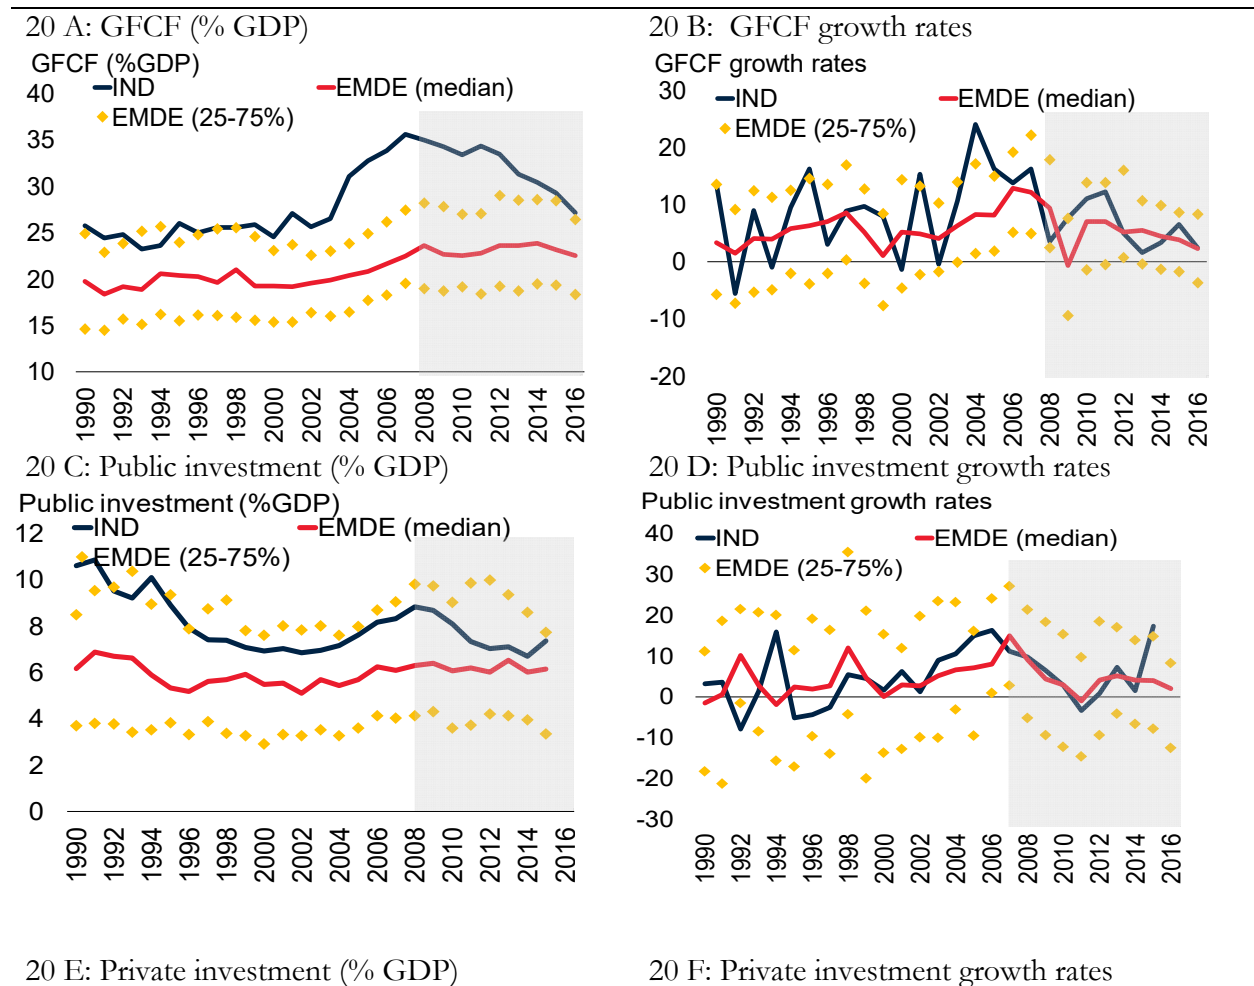 20 A: GFCF (% GDP)
GFCF (%GDP)
IND
EMDE (median)
EMDE (25-75%)
40
35
30
25
20
15
10
1990 1992 1994 1996 1998 2000 2002 2004 2006 2008 2010 2012 2014 2016
20 B: GFCF growth rates
GFCF growth rates
IND
EMDE (median)
EMDE (25-75%)
30
20
10
0
-10
-20
1990 1992 1994 1996 1998 2000 2002 2004 2006 2008 2010 2012 2014 2016
20 C: Public investment (% GDP)
Public investment (%GDP)
IND
EMDE (median)
EMDE (25-75%)
12
10
8
6
4
2
0
1990 1992 1994 1996 1998 2000 2002 2004 2006 2008 2010 2012 2014 2016
20 D: Public investment growth rates
Public investment growth rates
IND
EMDE (median)
EMDE (25-75%)
40
30
20
10
0
-10
-20
-30
1990 1992 1994 1996 1998 2000 2002 2004 2006 2008 2010 2012 2014 2016
20 E: Private investment (% GDP)
20 F: Private investment growth rates